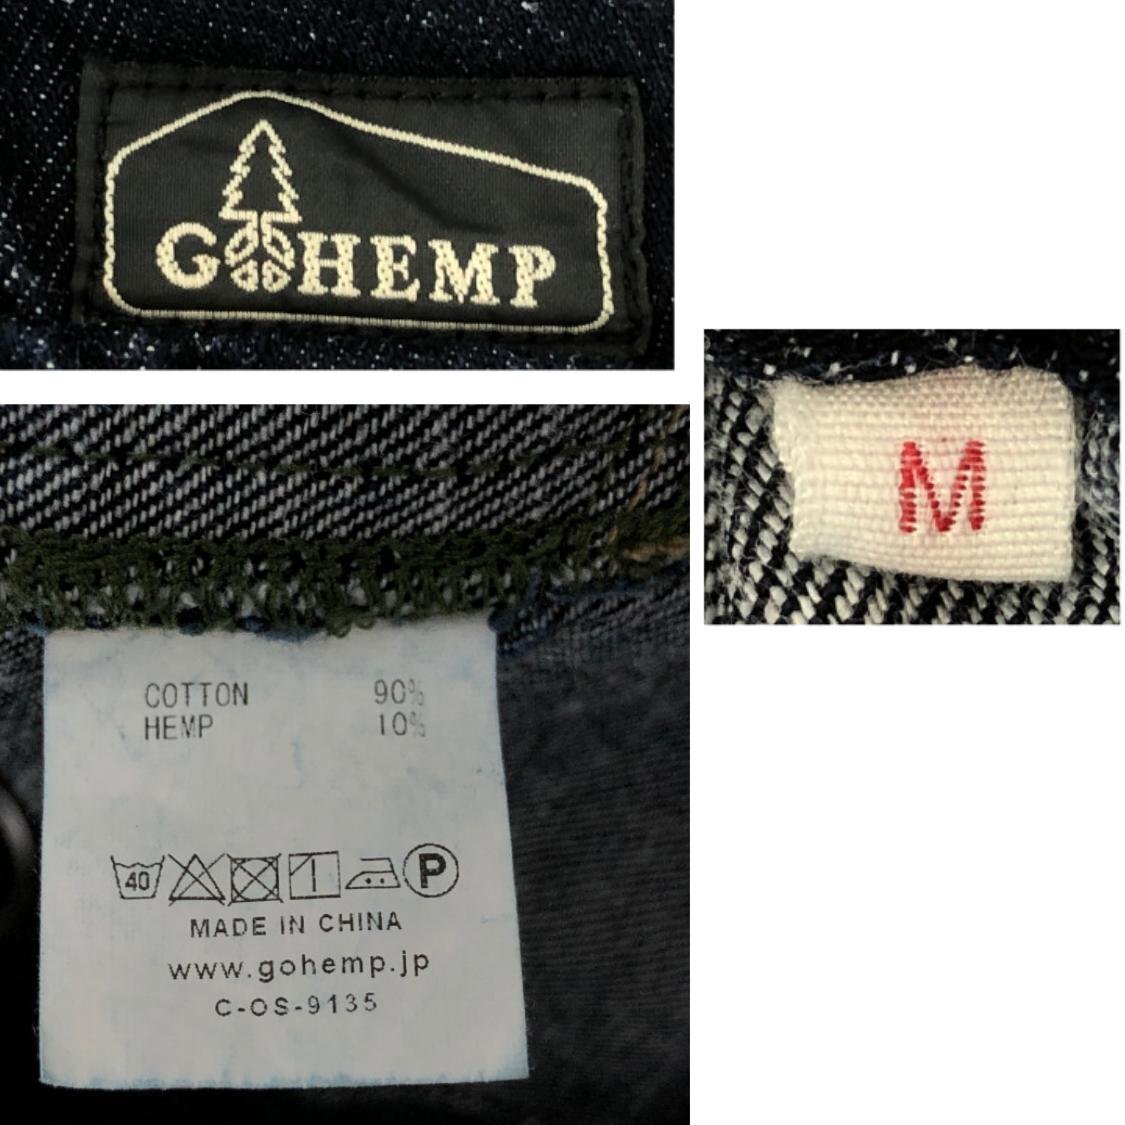 GOHEMP
M
COTTON 90%
HEMP 10%
40 P
MADE IN CHINA
www.gohemp.jp
C-OS-9135